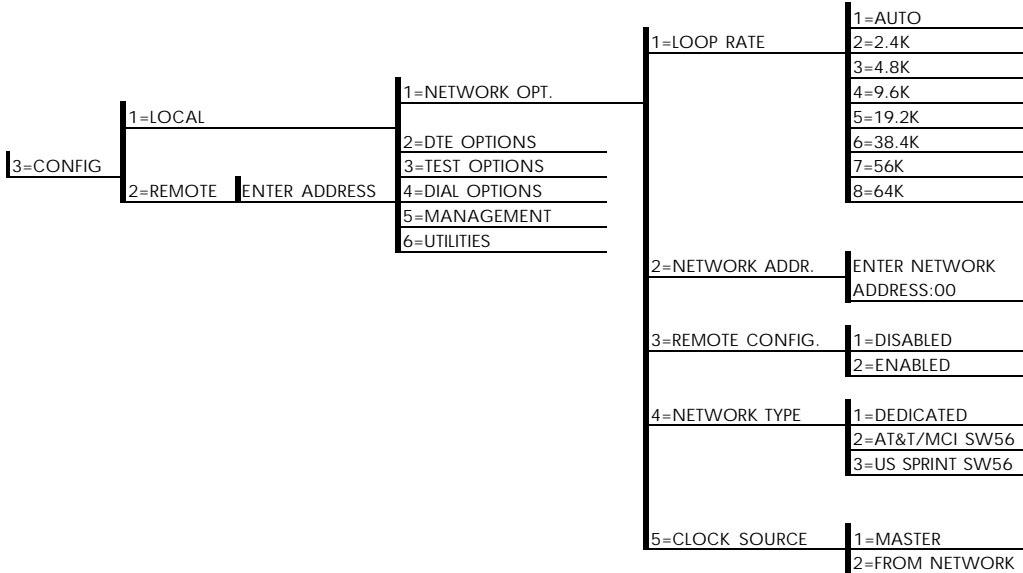 3=CONFIG
1=LOCAL
2=REMOTE
ENTER ADDRESS
1=NETWORK OPT.
2=DTE OPTIONS
3=TEST OPTIONS
4=DIAL OPTIONS
5=MANAGEMENT
6=UTILITIES
1=LOOP RATE
1=AUTO
2=2.4K
3=4.8K
4=9.6K
5=19.2K
6=38.4K
7=56K
8=64K
2=NETWORK ADDR.
ENTER NETWORK
ADDRESS:00
3=REMOTE CONFIG.
1=DISABLED
2=ENABLED
4=NETWORK TYPE
1=DEDICATED
2=AT&T/MCI SW56
3=US SPRINT SW56
5=CLOCK SOURCE
1=MASTER
2=FROM NETWORK